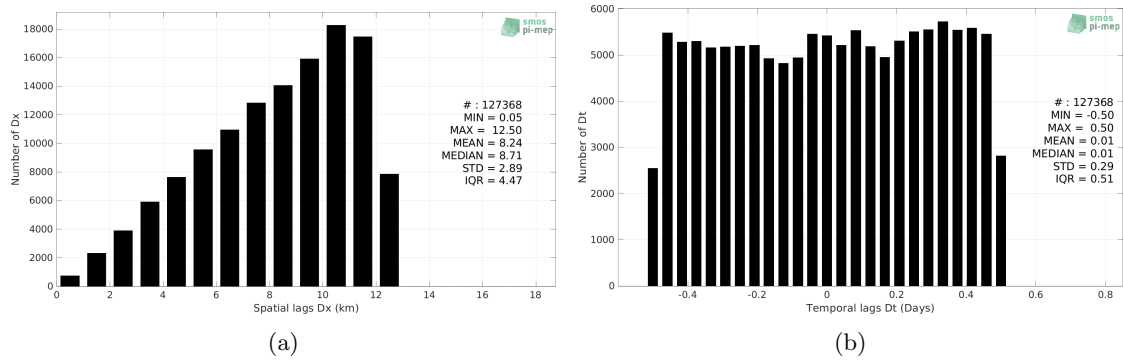 18000
16000
14000
12000
10000
8000
6000
4000
2000
0
Number of Dx
0 2 4 6 8 10 12 14 16 18
Spatial lags Dx (km)
smos
pi-mep
# : 127368
MIN = 0.05
MAX = 12.50
MEAN = 8.24
MEDIAN = 8.71
STD = 2.89
IQR = 4.47
(a)
6000
5000
4000
3000
2000
1000
0
Number of Dt
-0.4 -0.2 0 0.2 0.4 0.6 0.8
Temporal lags Dt (Days)
smos
pi-mep
# : 127368
MIN = -0.50
MAX = 0.50
MEAN = 0.01
MEDIAN = 0.01
STD = 0.29
IQR = 0.51
(b)